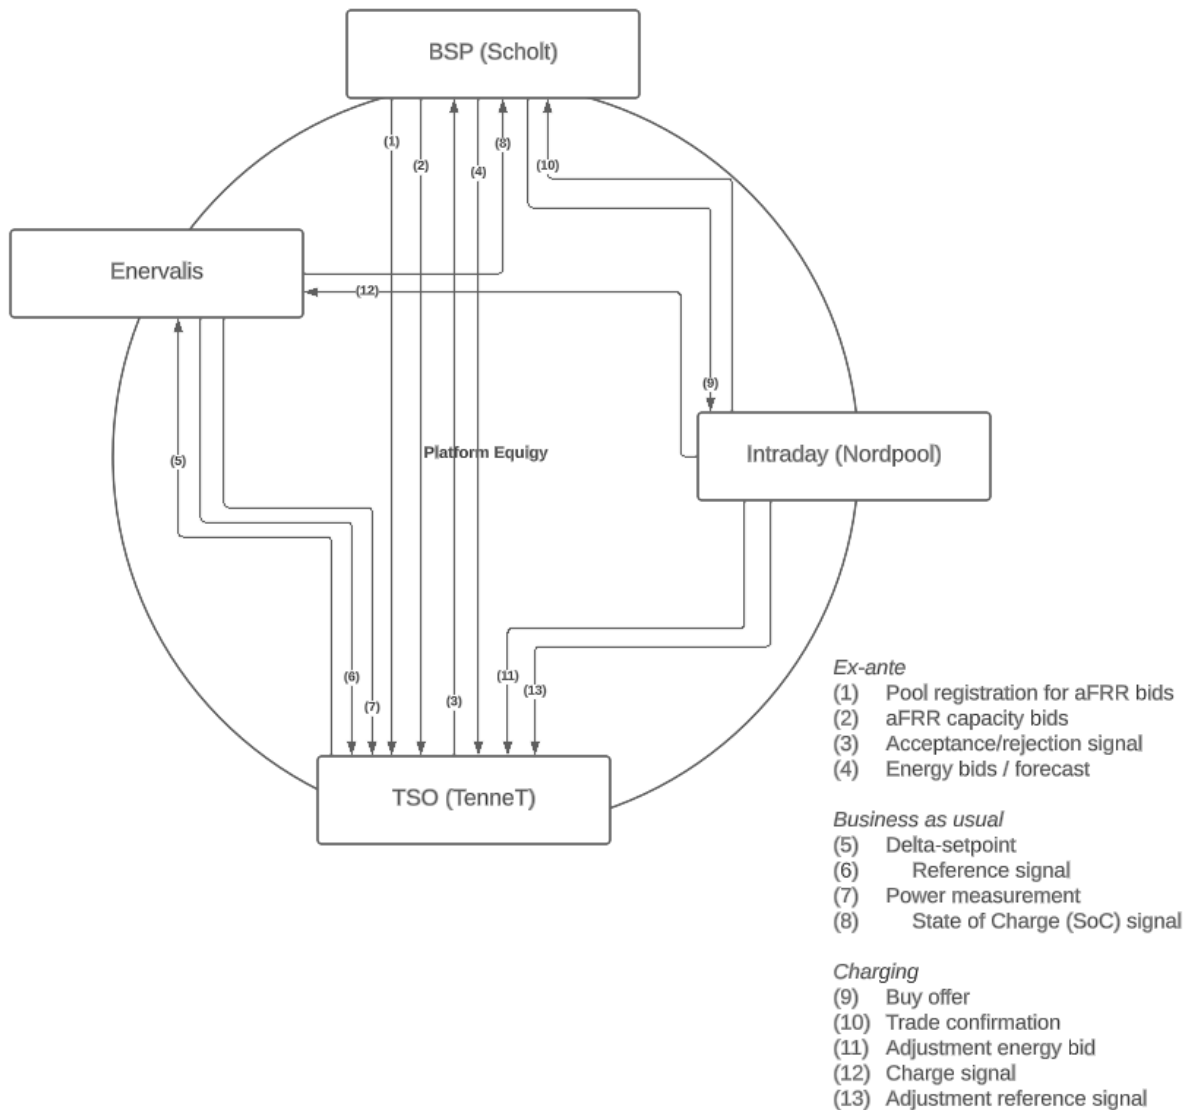 BSP (Scholt)
(1)
(2)
(4)
(8)
(10)
Enervalis
(12)
(9)
Platform Equigy
Intraday (Nordpool)
(5)
(6)
(7)
(3)
(11)
(13)
TSO (TenneT)
Ex-ante
(1) Pool registration for aFRR bids
(2) aFRR capacity bids
(3) Acceptance/rejection signal
(4) Energy bids / forecast
Business as usual
(5) Delta-setpoint
(6) Reference signal
(7) Power measurement
(8) State of Charge (SoC) signal
Charging
(9) Buy offer
(10) Trade confirmation
(11) Adjustment energy bid
(12) Charge signal
(13) Adjustment reference signal